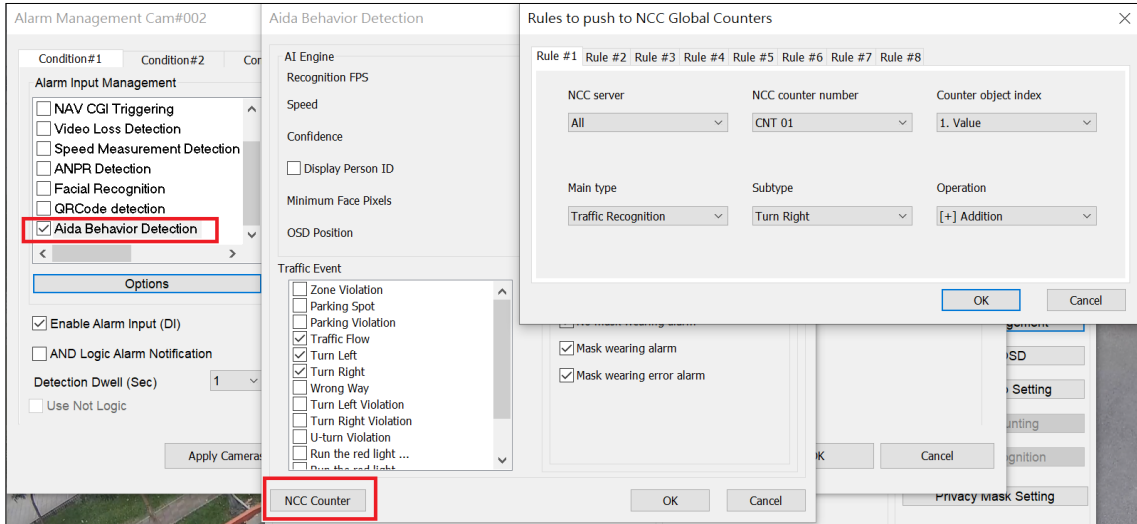 Alarm Management Cam#002
Condition#1
Condition#2
Alarm Input Management
NAV CGI Triggering
Video Loss Detection
Speed Measurement Detection
ANPR Detection
Facial Recognition
QRCode detection
Aida Behavior Detection
Options
Enable Alarm Input (DI)
AND Logic Alarm Notification
Detection Dwell (Sec)
1
Use Not Logic
Apply Cameras
Aida Behavior Detection
AI Engine
Recognition FPS
Speed
Confidence
Display Person ID
Minimum Face Pixels
OSD Position
Traffic Event
Zone Violation
Parking Spot
Parking Violation
Traffic Flow
Turn Left
Turn Right
Wrong Way
Turn Left Violation
Turn Right Violation
U-turn Violation
Run the red light ...
Run the red light
NCC Counter
No mask wearing alarm
Mask wearing alarm
Mask wearing error alarm
OK
Cancel
Rules to push to NCC Global Counters
Rule #1 Rule #2 Rule #3 Rule #4 Rule #5 Rule #6 Rule #7 Rule #8
NCC server NCC counter number Counter object index
All CNT 01 1. Value
Main type Subtype Operation
Traffic Recognition Turn Right [+] Addition
OK Cancel
Cancel
Setting
Privacy Mask Setting